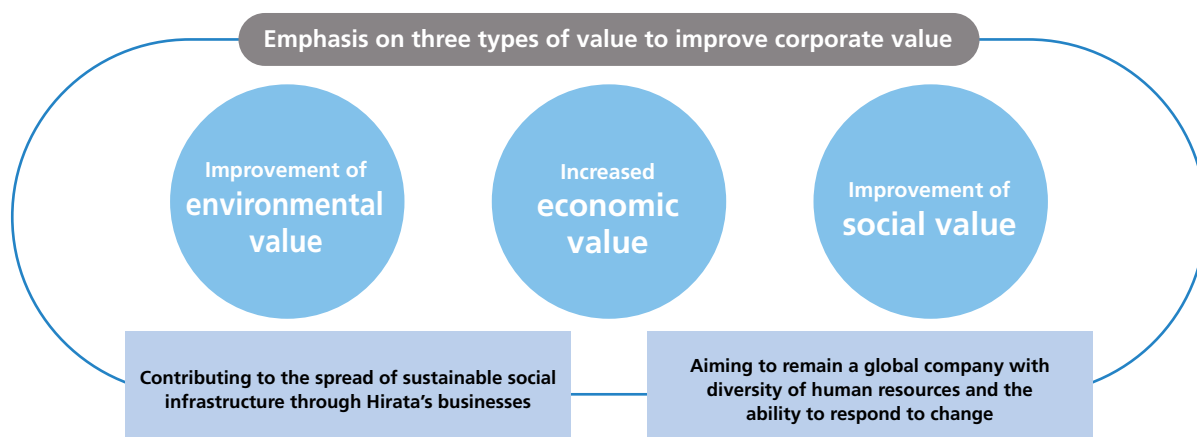 Emphasis on three types of value to improve corporate value
Improvement of
environmental
value
Increased
economic
value
Improvement of
social value
Contributing to the spread of sustainable social
infrastructure through Hirata’s businesses
Aiming to remain a global company with
diversity of human resources and the
ability to respond to change